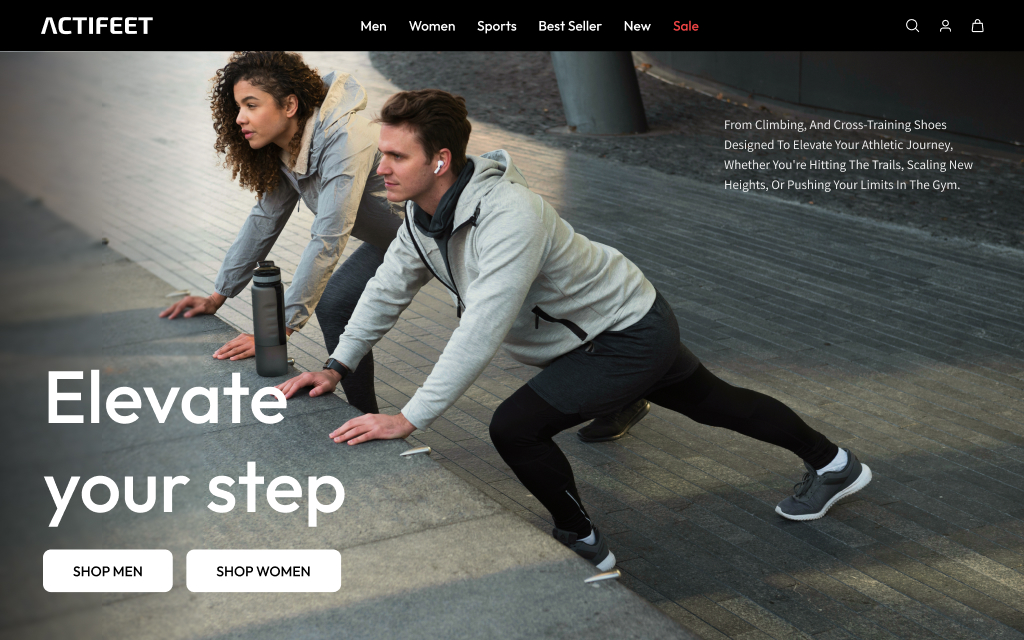 ACTIFEET
Men Women Sports Best Seller New Sale
From Climbing, And Cross-Training Shoes
Designed To Elevate Your Athletic Journey,
Whether You're Hitting The Trails, Scaling New
Heights, Or Pushing Your Limits In The Gym.
Elevate
your step
SHOP MEN SHOP WOMEN